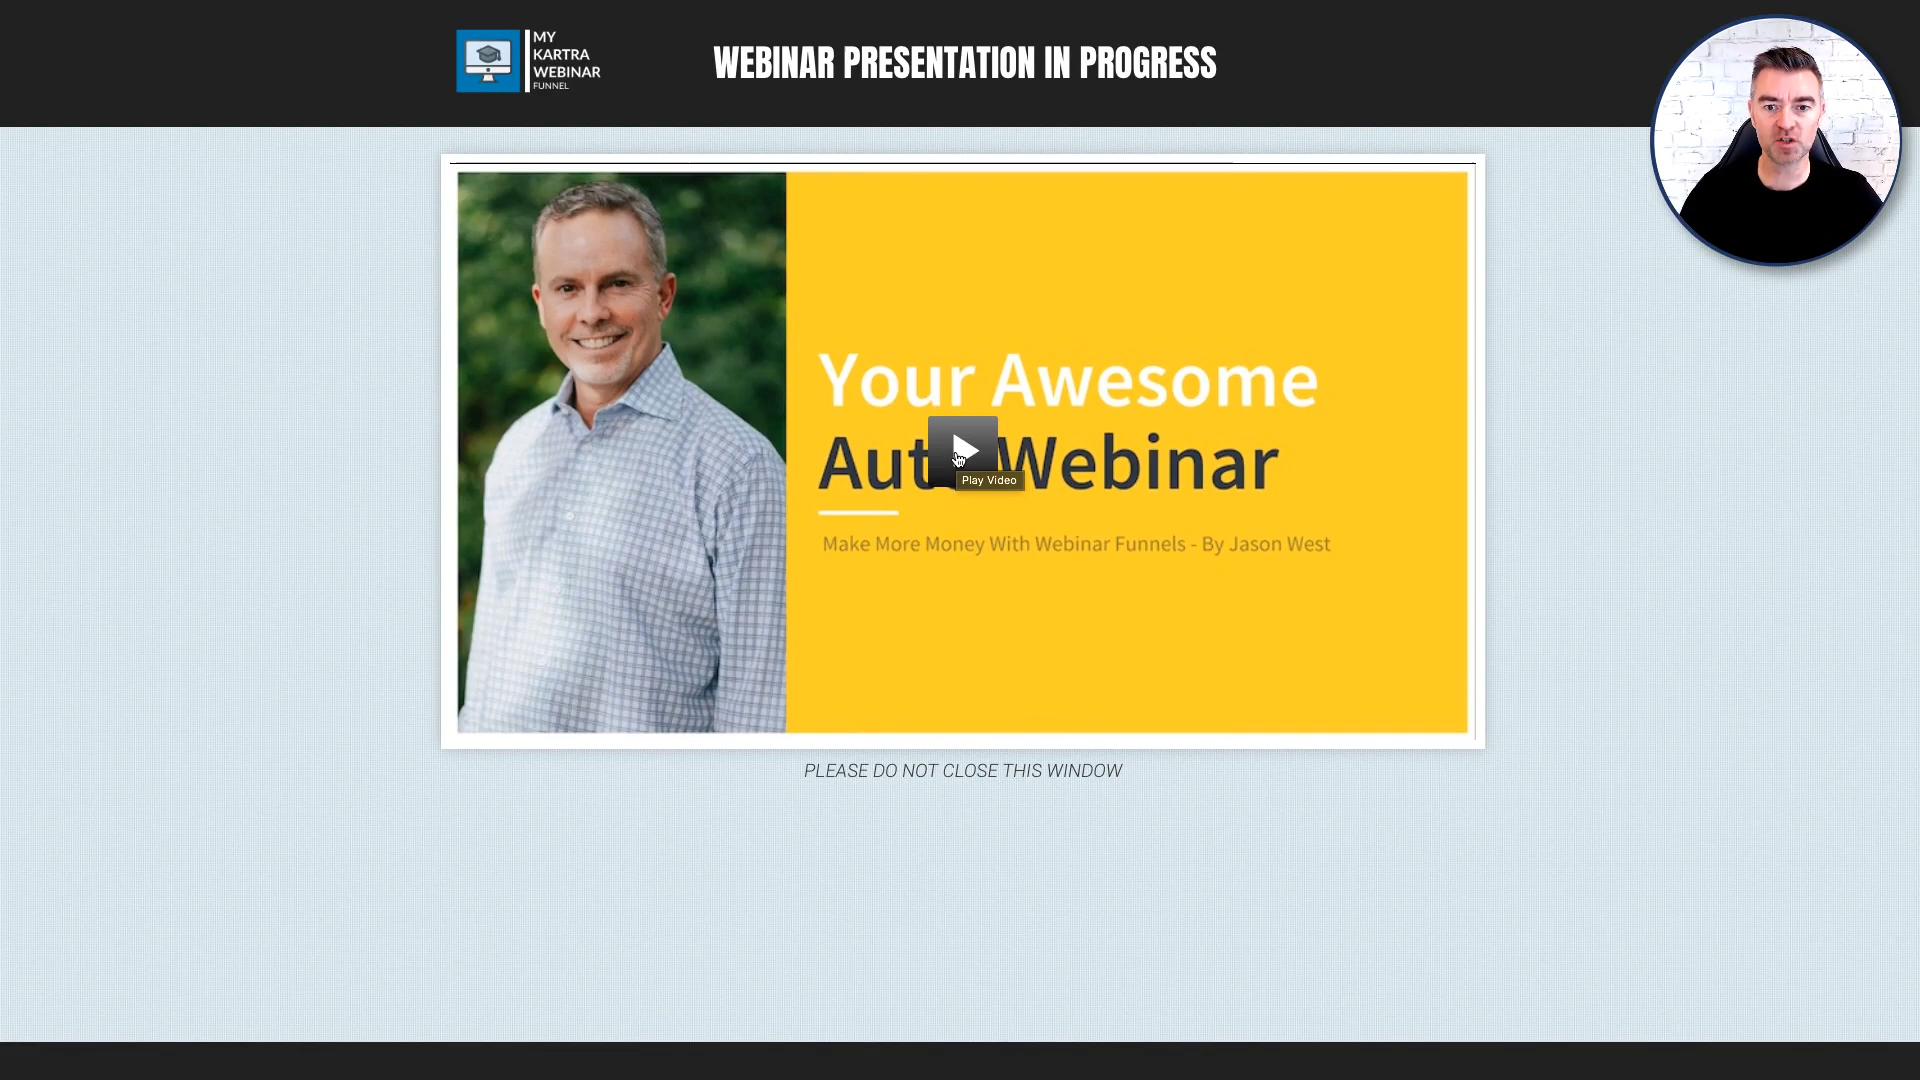 MY
KARTRA
WEBINAR
FUNNEL
WEBINAR PRESENTATION IN PROGRESS
Your Awesome
Aut Webinar
Play Video
Make More Money With Webinar Funnels - By Jason West
PLEASE DO NOT CLOSE THIS WINDOW